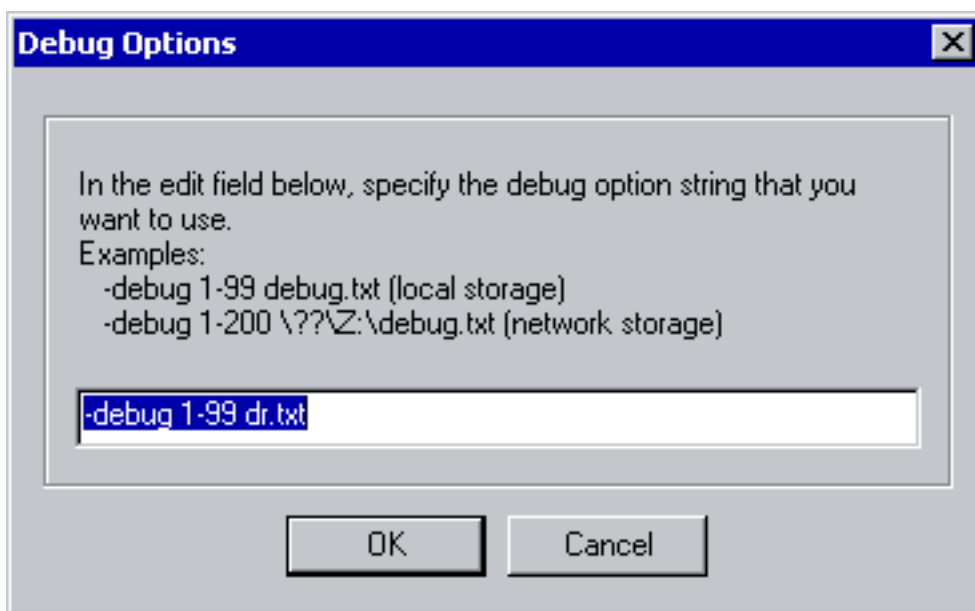 Debug Options
In the edit field below, specify the debug option string that you
want to use.
Examples:
-debug 1-99 debug.txt (local storage)
-debug 1-200 \??\Z:\debug.txt (network storage)
-debug 1-99 dr.txt
OK Cancel